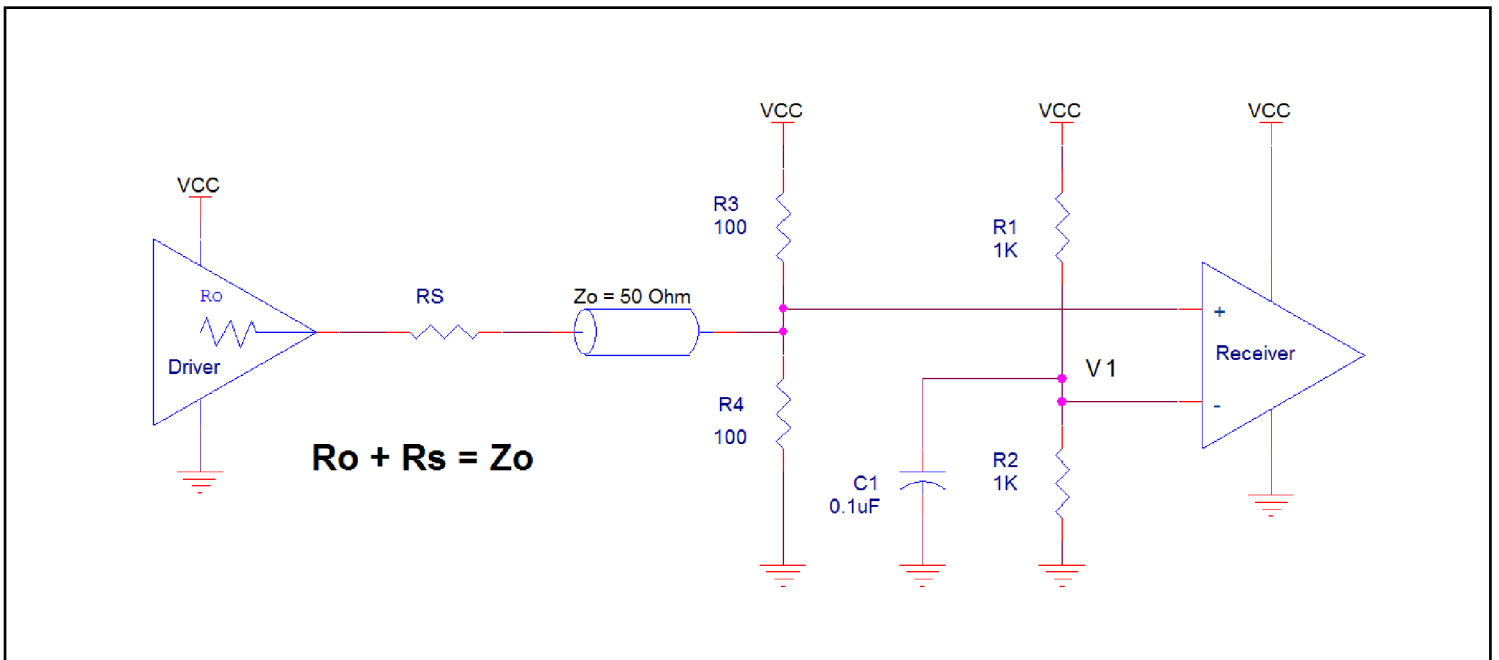 VCC
VCC
VCC
VCC
R3
100
R1
1K
Ro
RS
Zo = 50 Ohm
+
Driver
Receiver
V1
R4
100
-
Ro + Rs = Zo
R2
1K
C1
0.1uF